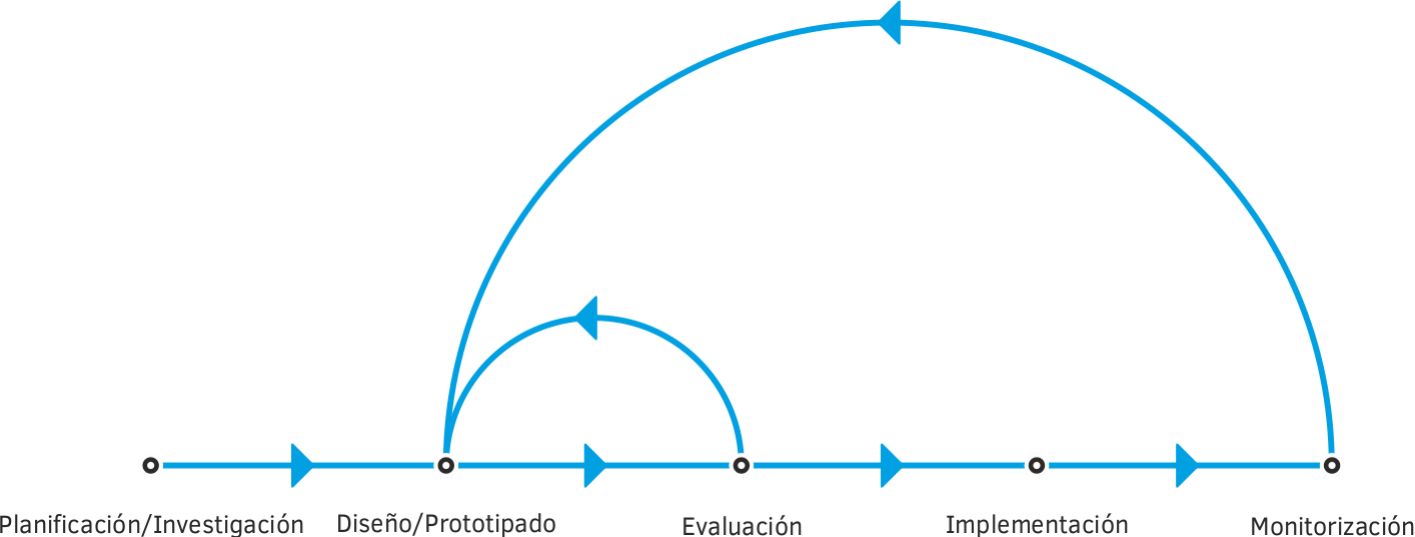 Planificación/Investigación
Diseño/Prototipado
Evaluación
Implementación
Monitorización